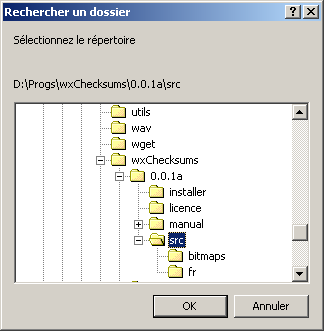 Rechercher un dossier
Sélectionnez le répertoire
D:\Progs\wxChecksums\0.0.1a\src
utils
wav
wget
wxChecksums
0.0.1a
installer
licence
manual
src
bitmaps
fr
OK
Annuler